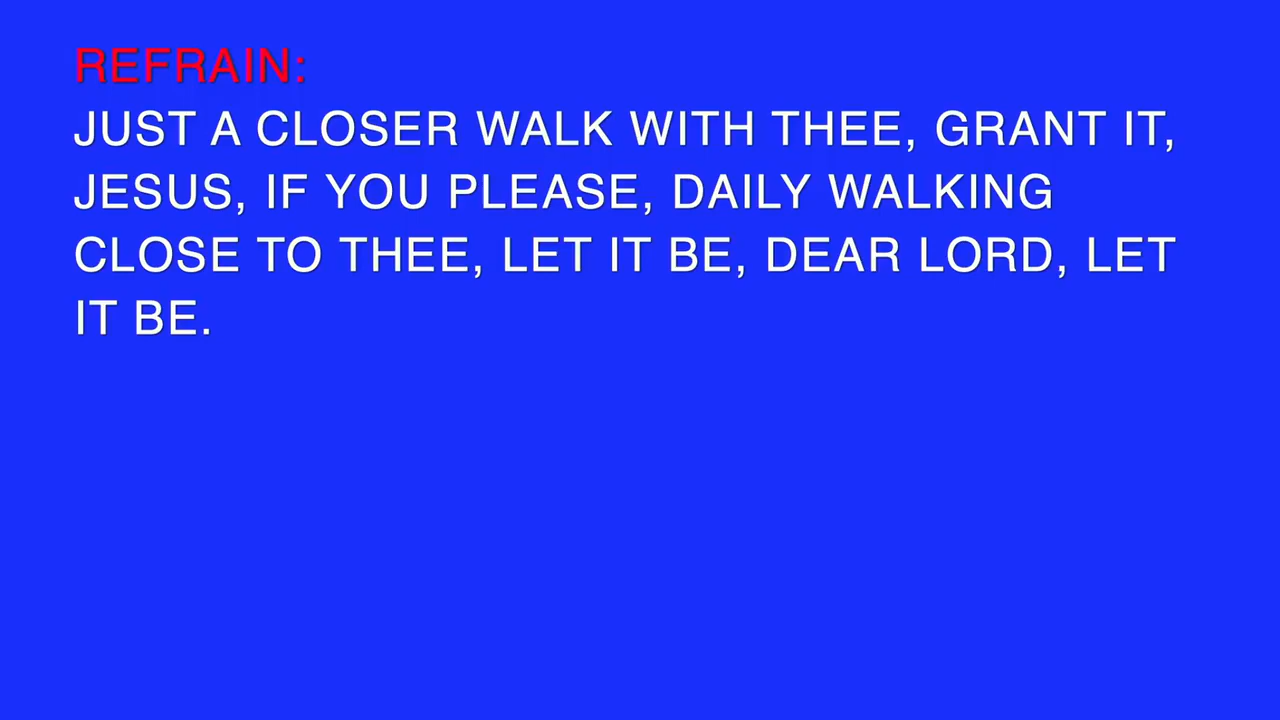 REFRAIN:
JUST A CLOSER WALK WITH THEE, GRANT IT,
JESUS, IF YOU PLEASE, DAILY WALKING
CLOSE TO THEE, LET IT BE, DEAR LORD, LET
IT BE.